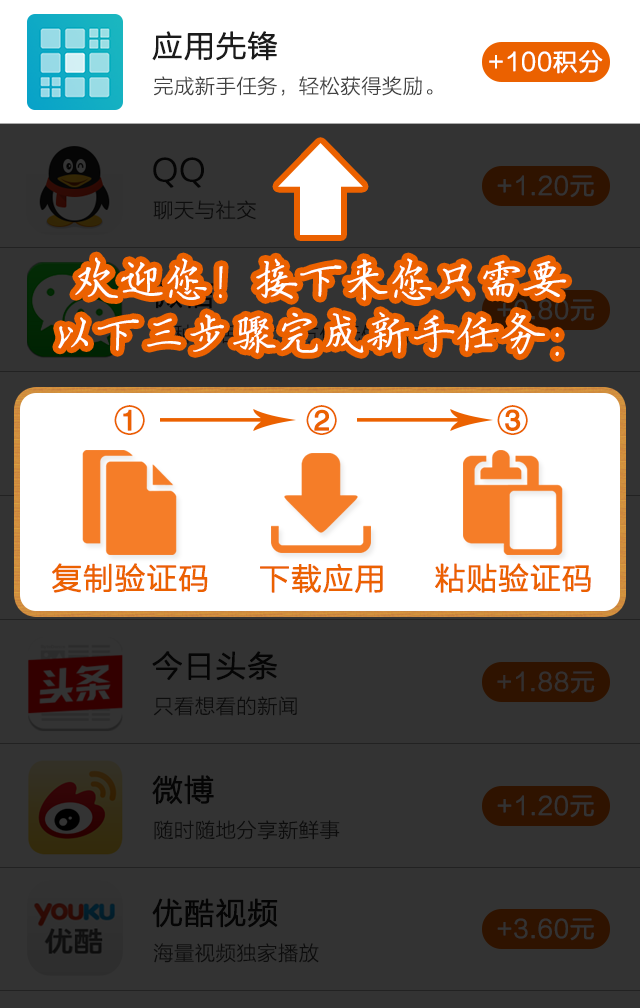 应用先锋
完成新手任务，轻松获得奖励。
+100积分
QQ
聊天与社交
+1.20元
欢迎您！接下来您只需要
+0.80元
以下三步骤完成新手任务：
① ② ③
复制验证码 下载应用 粘贴验证码
头条
今日头条
只看想看的新闻
+1.88元
微博
随时随地分享新鲜事
+1.20元
YOUKU
优酷
优酷视频
海量视频独家播放
+3.60元